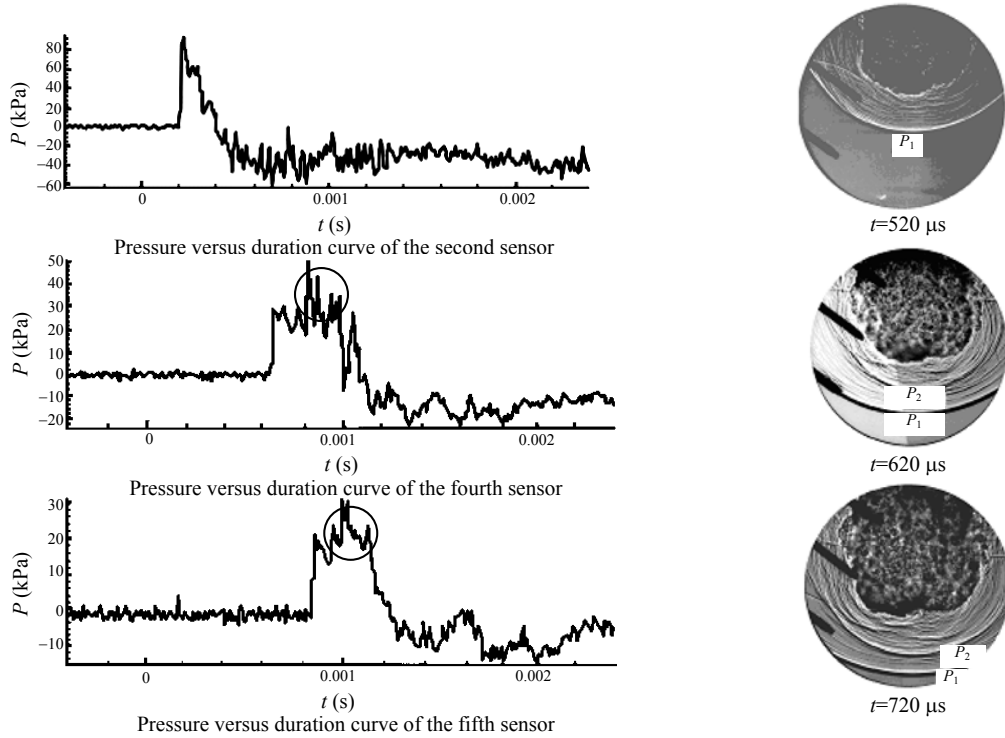 P (kPa)
80
60
40
20
0
−20
−40
−60
0
0.001
0.002
t (s)
Pressure versus duration curve of the second sensor
P (kPa)
50
40
30
20
10
0
−10
−20
0
0.001
0.002
t (s)
Pressure versus duration curve of the fourth sensor
P (kPa)
30
20
10
0
−10
0
0.001
0.002
t (s)
Pressure versus duration curve of the fifth sensor
P1
t=520 μs
P2
P1
t=620 μs
P2
P1
t=720 μs